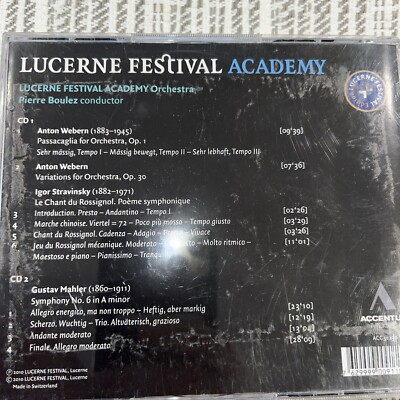 LUCERNE FESTIVAL ACADEMY
LUCERNE FESTIVAL ACADEMY Orchestra
Pierre Boulez conductor
CD 1
1 Anton Webern (1883–1945) [09'39]
Passacaglia for Orchestra, Op. 1
Sehr mässig, Tempo I – Mässig bewegt, Tempo II – Sehr lebhaft, Tempo III
2 Anton Webern [07'36]
Variations for Orchestra, Op. 30
Igor Stravinsky (1882–1971)
Le Chant du Rossignol. Poème symphonique
3 Introduction. Presto – Andantino – Tempo I [02'26]
4 Marche chinoise. Viertel = 72 – Poco più mosso – Tempo giusto [03'29]
5 Chant du Rossignol. Cadenza – Adagio – Vivace [03'26]
6 Jeu du Rossignol mécanique. Moderato – Moderato – Molto ritmico – [11'01]
Maestoso e piano – Pianissimo – Tranquillo
CD 2
Gustav Mahler (1860–1911)
Symphony No. 6 in A minor
1 Allegro energico, ma non troppo – Heftig, aber markig [23'10]
2 Scherzo. Wuchtig – Trio. Altväterisch, grazioso [12'19]
3 Andante moderato [13'04]
4 Finale. Allegro moderato [28'09]
ACCENTUS
℗ 2010 LUCERNE FESTIVAL, Lucerne
© 2010 LUCERNE FESTIVAL, Lucerne
Made in Switzerland